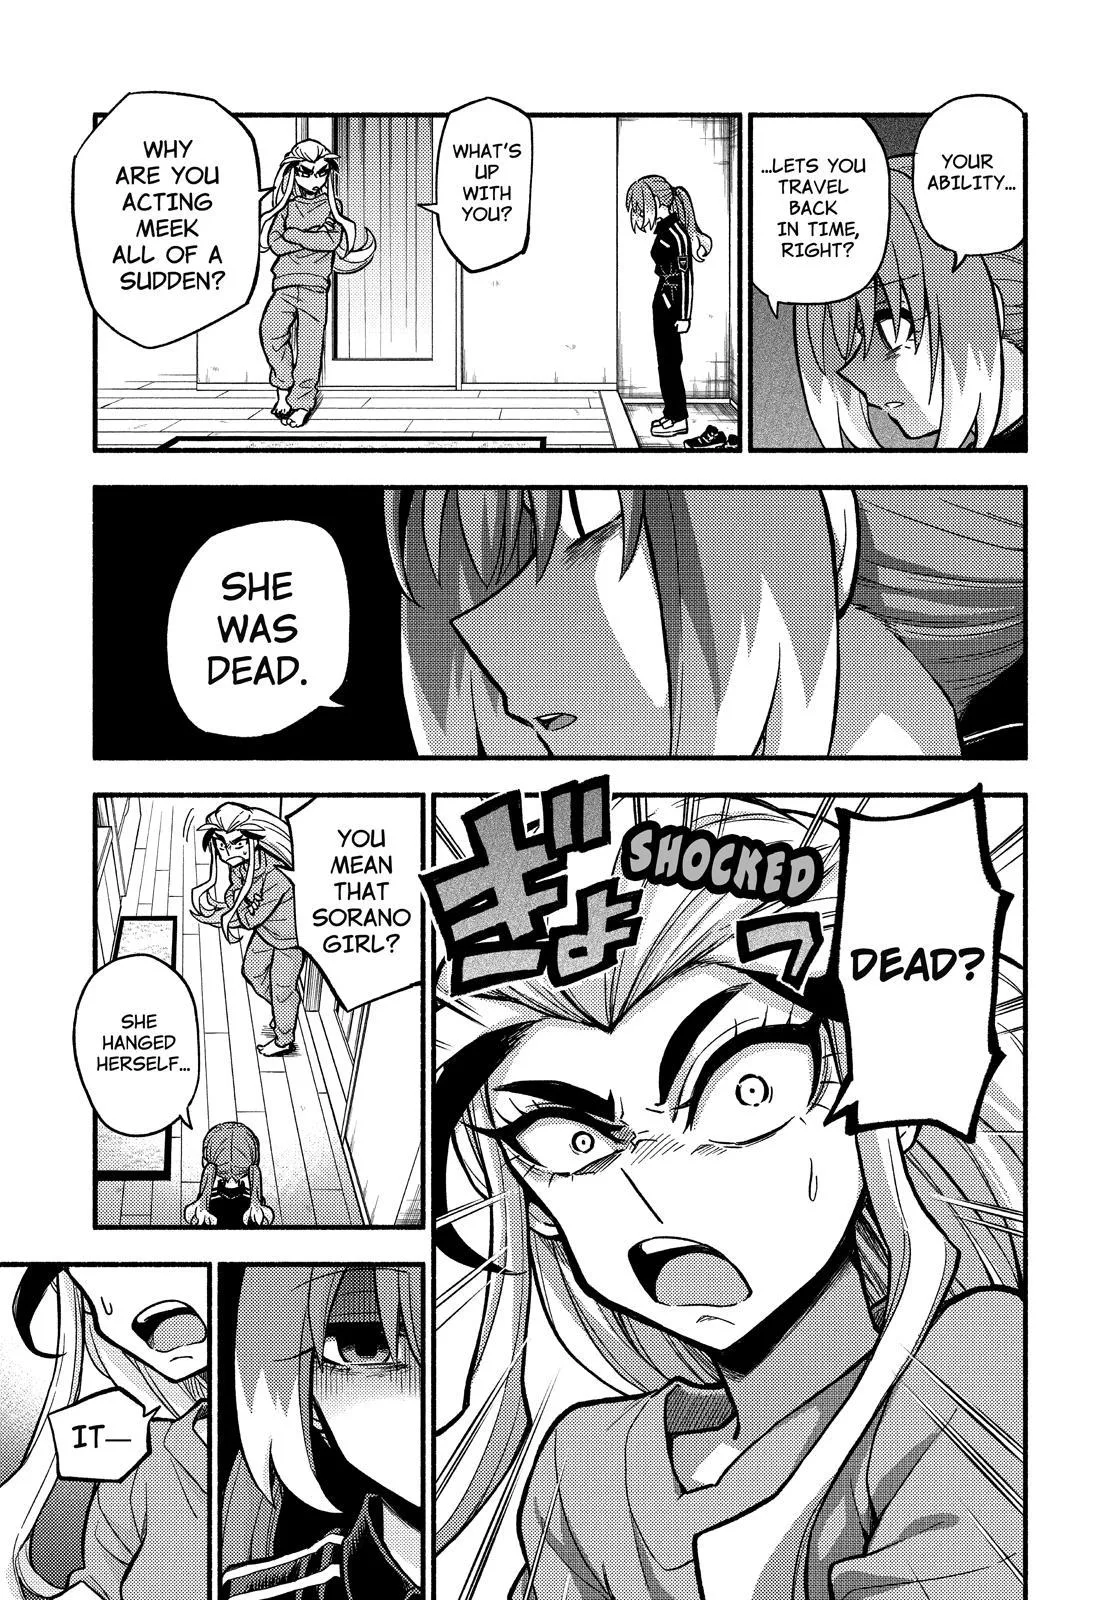 YOUR
ABILITY...
...LETS YOU
TRAVEL
BACK
IN TIME,
RIGHT?
WHAT'S
UP
WITH
YOU?
WHY
ARE YOU
ACTING
MEEK
ALL OF A
SUDDEN?
SHE
WAS
DEAD.
DEAD?
SHOCKED
ぎょっ
YOU
MEAN
THAT
SORANO
GIRL?
SHE
HANGED
HERSELF...
IT—